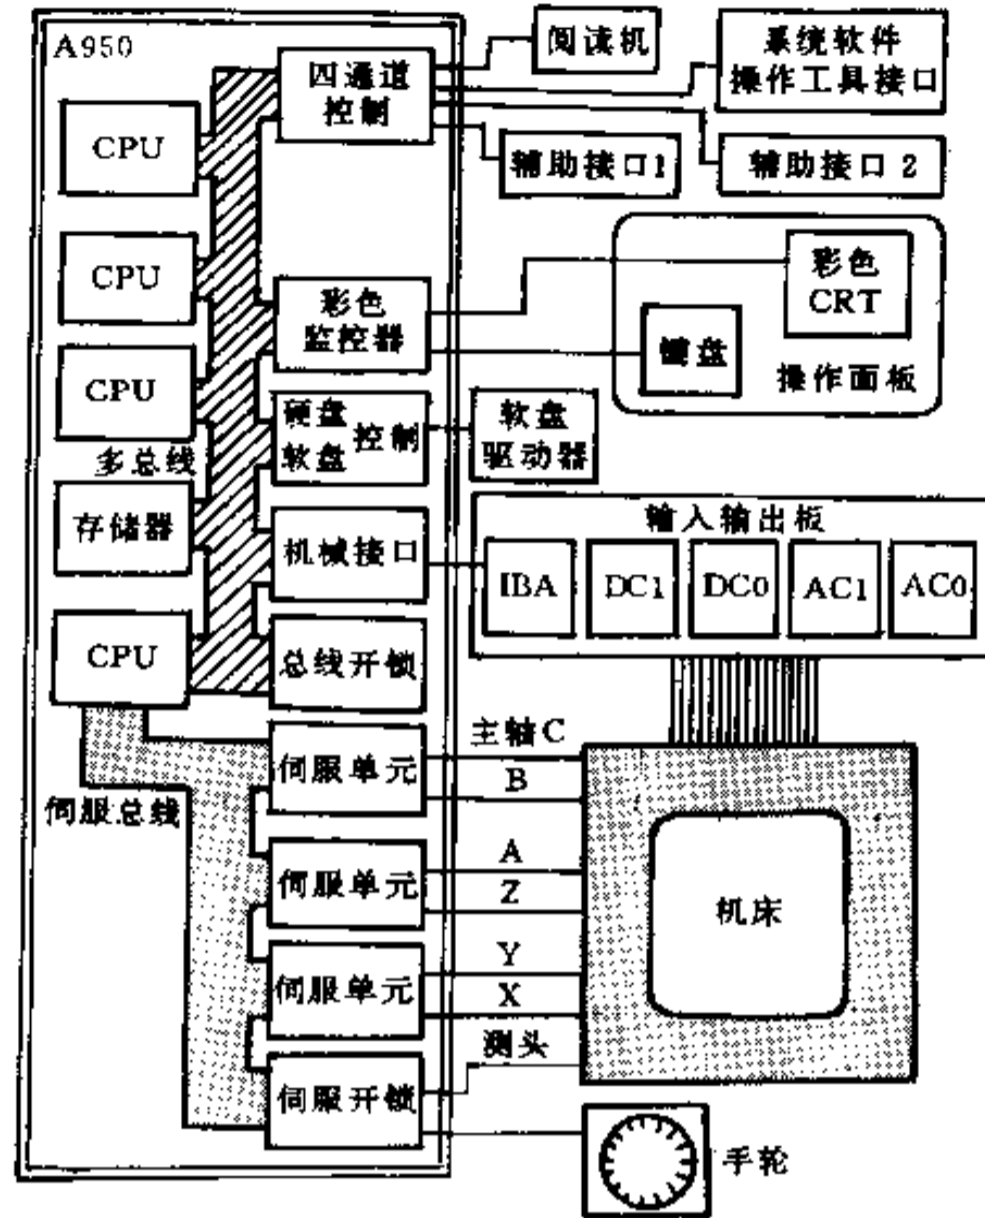 A950
四通道
控制
阅读机
系统软件
操作工具接口
辅助接口1
辅助接口2
CPU
CPU
CPU
多总线
存储器
CPU
彩色
监控器
彩色
CRT
键盘
操作面板
硬盘
软盘
控制
软盘
驱动器
机械接口
输入输出板
IBA
DC1
DC0
AC1
AC0
总线开锁
伺服总线
伺服单元
主轴C
B
伺服单元
A
Z
伺服单元
Y
X
伺服开锁
测头
机床
手轮